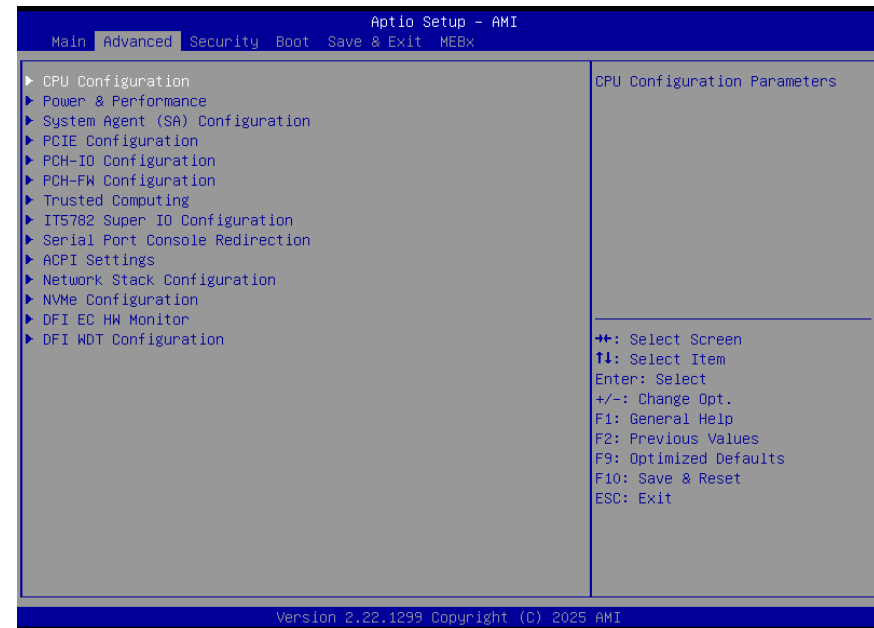 Aptio Setup – AMI
Main Advanced Security Boot Save & Exit MEBx
CPU Configuration
Power & Performance
System Agent (SA) Configuration
PCIE Configuration
PCH-IO Configuration
PCH-FW Configuration
Trusted Computing
IT5782 Super IO Configuration
Serial Port Console Redirection
ACPI Settings
Network Stack Configuration
NVMe Configuration
DFI EC HW Monitor
DFI WDT Configuration
CPU Configuration Parameters
→←: Select Screen
↑↓: Select Item
Enter: Select
+/-: Change Opt.
F1: General Help
F2: Previous Values
F9: Optimized Defaults
F10: Save & Reset
ESC: Exit
Version 2.22.1299 Copyright (C) 2025 AMI